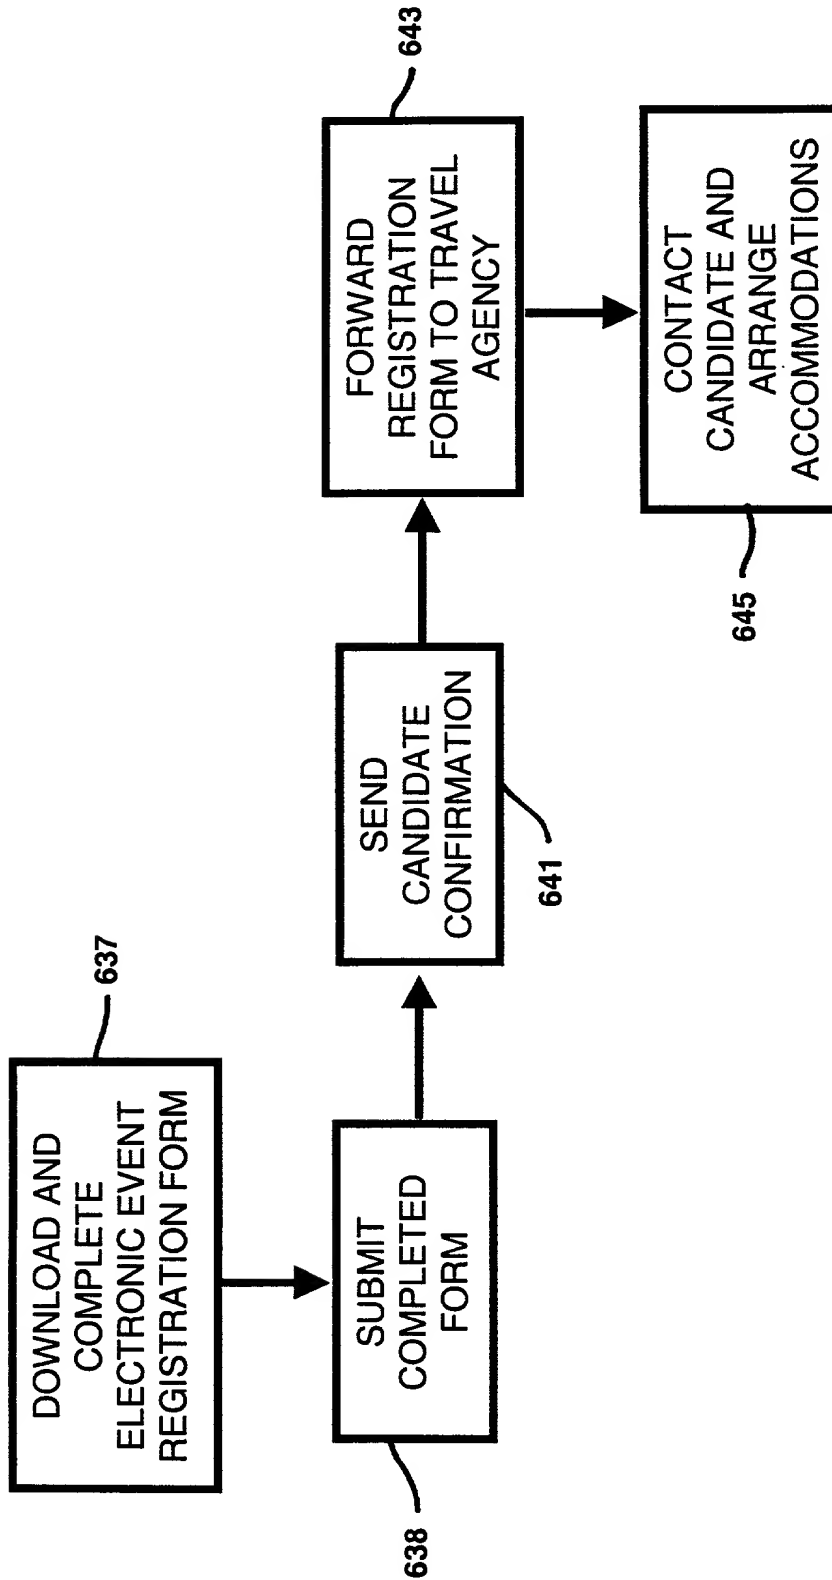 DOWNLOAD AND
COMPLETE
ELECTRONIC EVENT
REGISTRATION FORM
637
SUBMIT
COMPLETED
FORM
638
SEND
CANDIDATE
CONFIRMATION
641
FORWARD
REGISTRATION
FORM TO TRAVEL
AGENCY
643
CONTACT
CANDIDATE AND
ARRANGE
ACCOMMODATIONS
645